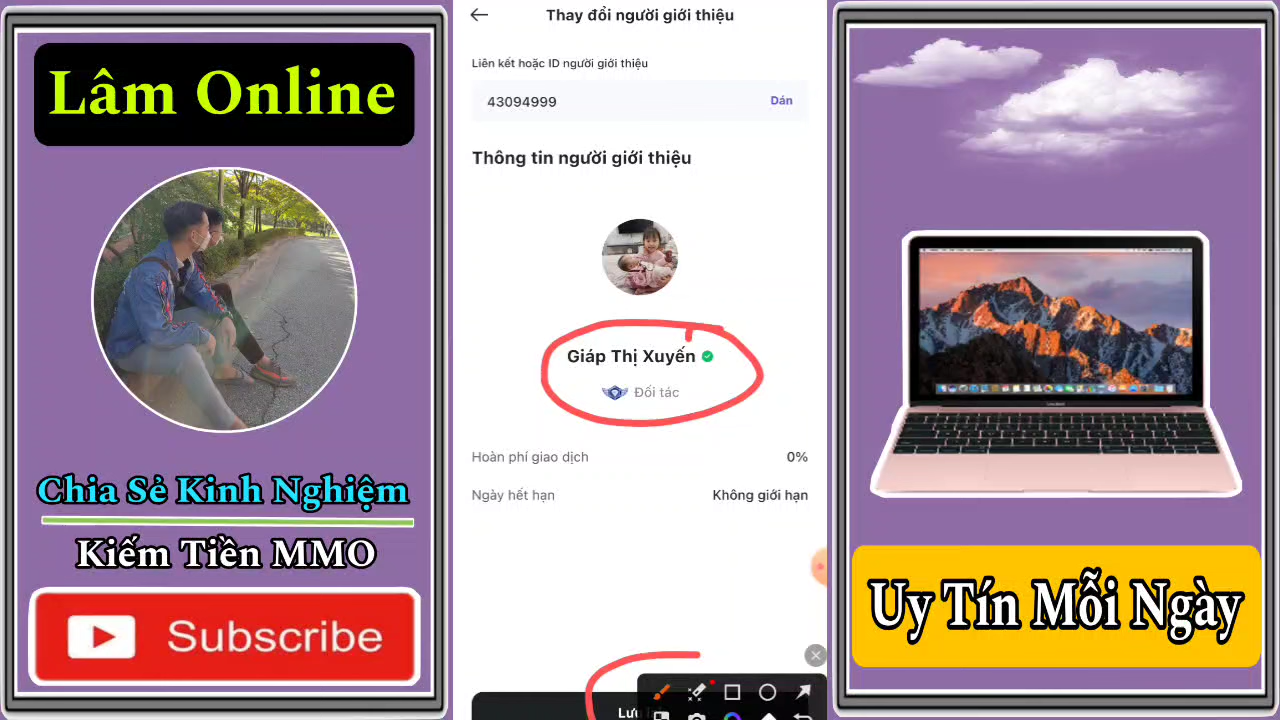 Lâm Online
Chia Sẻ Kinh Nghiệm
Kiếm Tiền MMO
Subscribe
Thay đổi người giới thiệu
Liên kết hoặc ID người giới thiệu
43094999
Dán
Thông tin người giới thiệu
Giáp Thị Xuyến
Đối tác
Hoàn phí giao dịch
0%
Ngày hết hạn
Không giới hạn
Uy Tín Mỗi Ngày